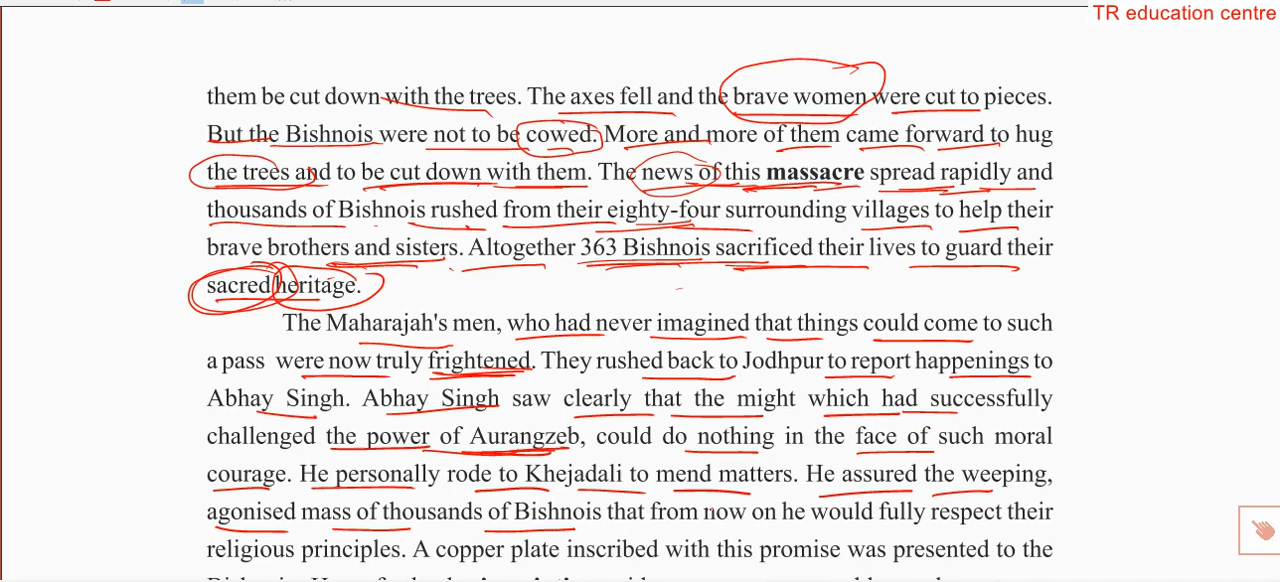 TR education centre
them be cut down with the trees. The axes fell and the brave women were cut to pieces.
But the Bishnois were not to be cowed. More and more of them came forward to hug
the trees and to be cut down with them. The news of this massacre spread rapidly and
thousands of Bishnois rushed from their eighty-four surrounding villages to help their
brave brothers and sisters. Altogether 363 Bishnois sacrificed their lives to guard their
sacred heritage.
The Maharajah's men, who had never imagined that things could come to such
a pass were now truly frightened. They rushed back to Jodhpur to report happenings to
Abhay Singh. Abhay Singh saw clearly that the might which had successfully
challenged the power of Aurangzeb, could do nothing in the face of such moral
courage. He personally rode to Khejadali to mend matters. He assured the weeping,
agonised mass of thousands of Bishnois that from now on he would fully respect their
religious principles. A copper plate inscribed with this promise was presented to the